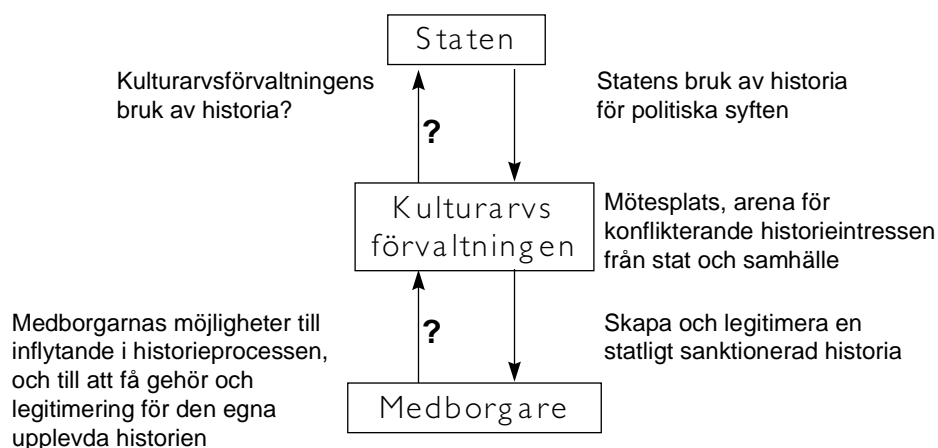 Staten
Kulturarvsförvaltningens
bruk av historia?
Statens bruk av historia
för politiska syften
?
Kulturarvs
förvaltningen
Mötesplats, arena för
konflikterande historieintressen
från stat och samhälle
Medborgarnas möjligheter till
inflytande i historieprocessen,
och till att få gehör och
legitimering för den egna
upplevda historien
?
Skapa och legitimera en
statligt sanktionerad historia
Medborgare